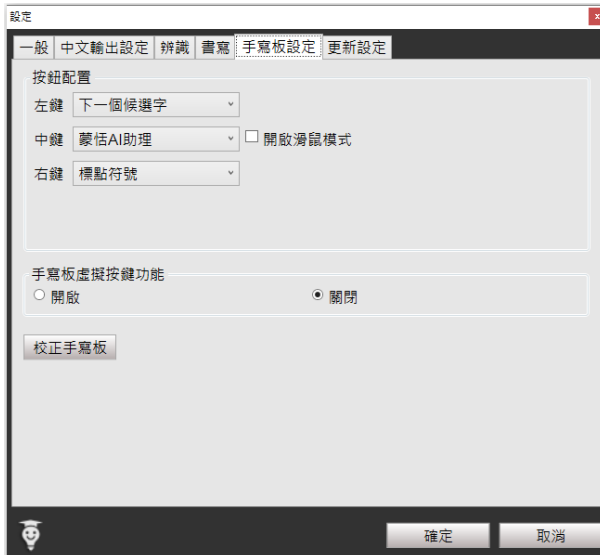 設定
一般 中文輸出設定 辨識 書寫 手寫板設定 更新設定
按鈕配置
左鍵 下一個候選字
中鍵 蒙恬AI助理 開啟滑鼠模式
右鍵 標點符號
手寫板虛擬按鍵功能
開啟 關閉
校正手寫板
確定 取消